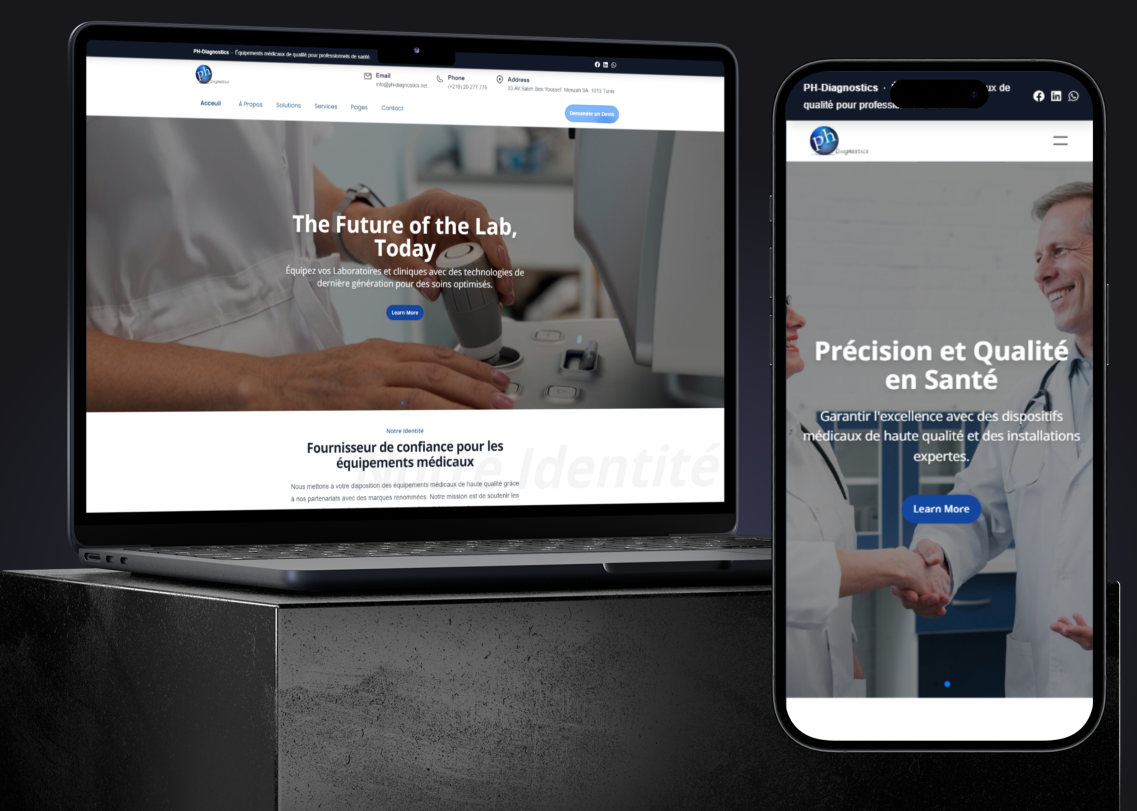 PH-Diagnostics - Équipements médicaux de qualité pour professionnels de santé
ph
Diagnostics
Email
info@ph-diagnostics.net
Phone
(+216) 20 277 776
Address
33,AV.Salah Ben Youssef, Menzah 9A. 1013 Tunis
Acceuil
À Propos
Solutions
Services
Pages
Contact
Demander un Devis
The Future of the Lab,
Today
Équipez vos Laboratoires et cliniques avec des technologies de
dernière génération pour des soins optimisés.
Learn More
Notre Identité
Notre Identité
Fournisseur de confiance pour les
équipements médicaux
Nous mettons à votre disposition des équipements médicaux de haute qualité grâce
à nos partenariats avec des marques renommées. Notre mission est de soutenir les
PH-Diagnostics - ux de
qualité pour profess
ph
Diagnostics
Précision et Qualité
en Santé
Garantir l'excellence avec des dispositifs
médicaux de haute qualité et des installations
expertes.
Learn More